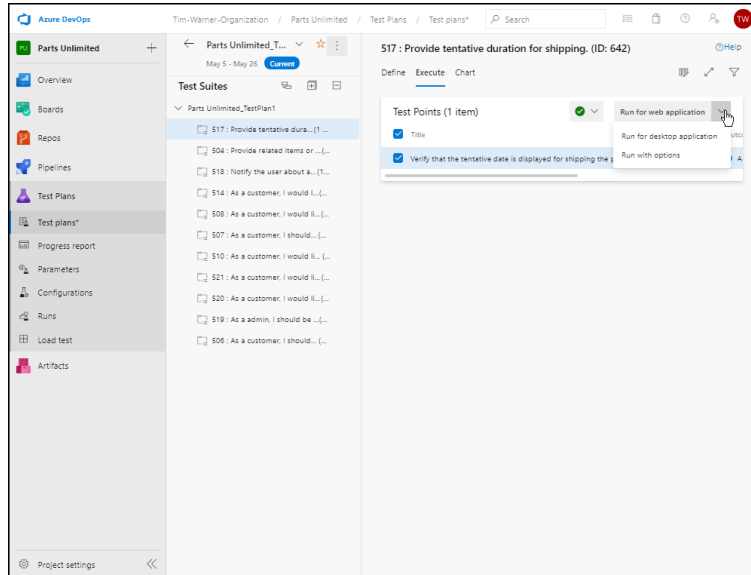 Azure DevOps
Tim-Warner-Organization / Parts Unlimited / Test Plans / Test plans*
Search
TW
PU
Parts Unlimited
Overview
Boards
Repos
Pipelines
Test Plans
Test plans*
Progress report
Parameters
Configurations
Runs
Load test
Artifacts
Project settings
Parts Unlimited_T...
May 5 - May 26 Current
Test Suites
Parts Unlimited_TestPlan1
517 : Provide tentative dura... (1 ...
504 : Provide related items or ... (...
518 : Notify the user about a... (1...
514 : As a customer, I would l... (...
508 : As a customer, I would li... (...
507 : As a customer, I should... (...
510 : As a customer, I would li... (...
521 : As a customer, I would li... (...
520 : As a customer, I would li... (...
519 : As a admin, I should be ... (...
506 : As a customer, I should... (...
517 : Provide tentative duration for shipping. (ID: 642)
Help
Define Execute Chart
Test Points (1 item)
Run for web application
Run for desktop application
Run with options
Title
Verify that the tentative date is displayed for shipping the